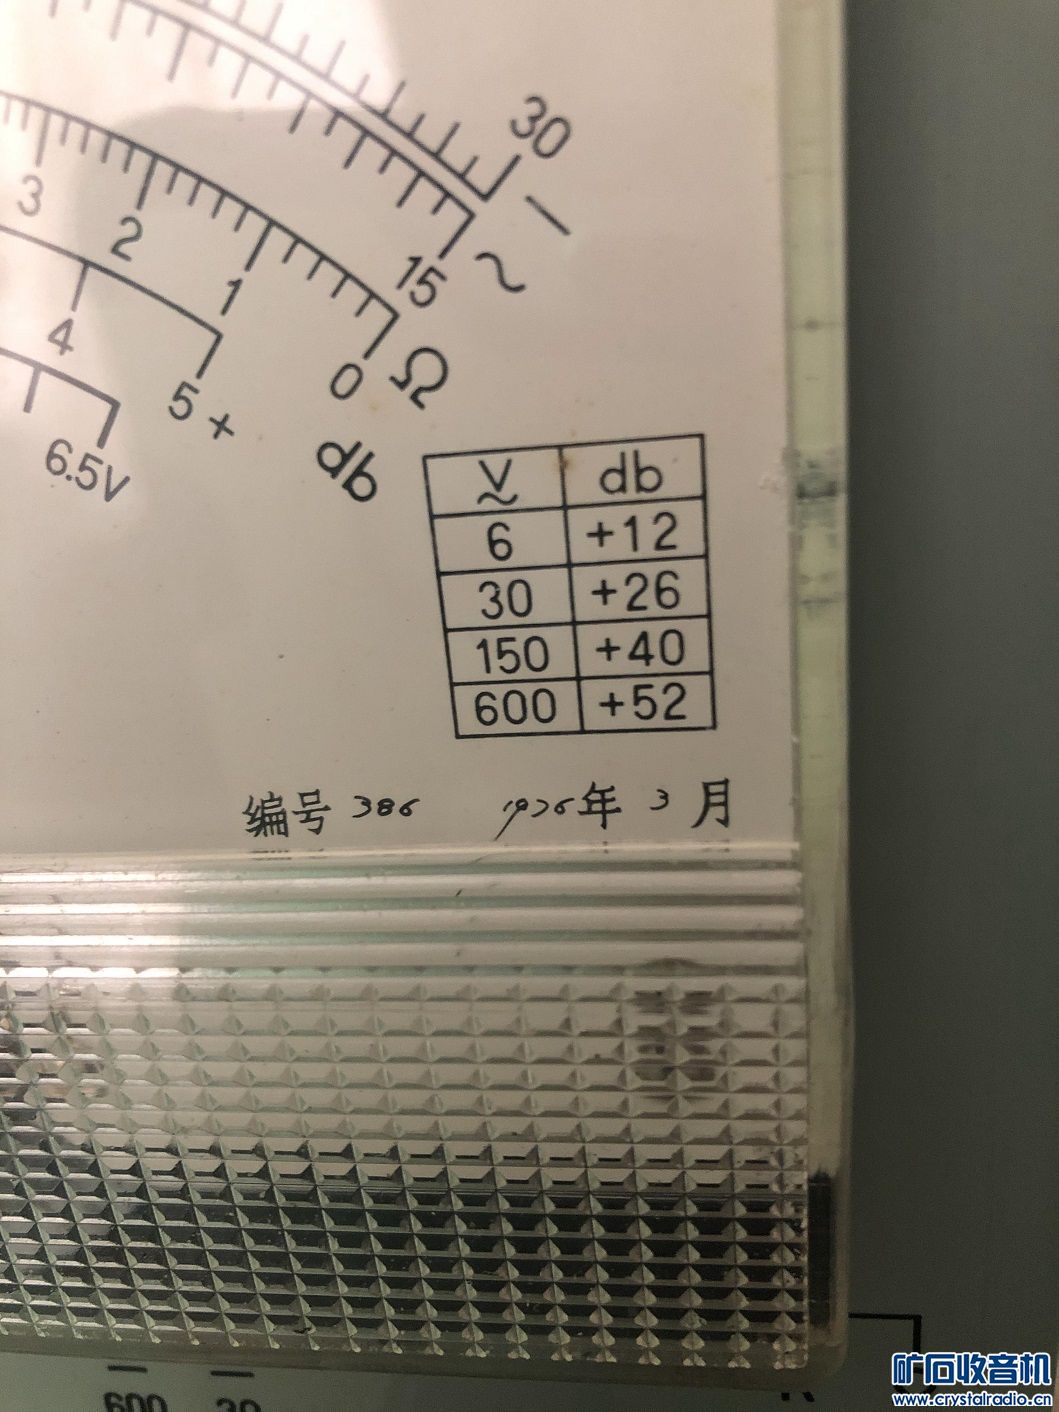 30
—
15 ~
3 2 1 0 Ω
4 5 +
db
6.5V
V~ db
6 +12
30 +26
150 +40
600 +52
编号 386 1976年 3 月
600 30
矿石收音机
www.crystalradio.cn